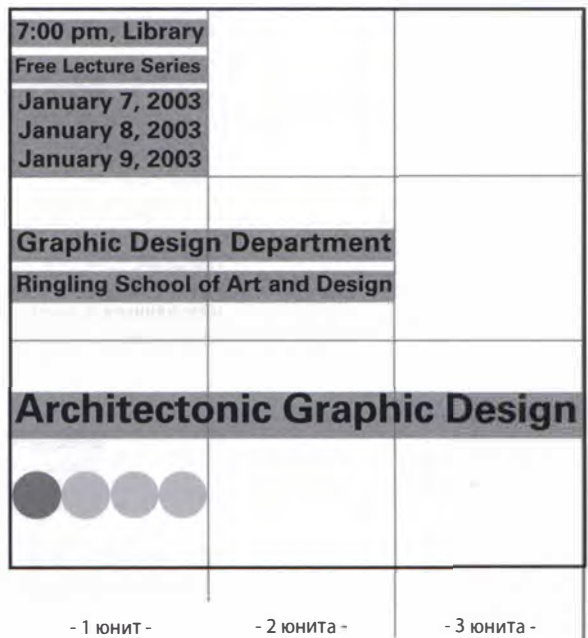 7:00 pm, Library
Free Lecture Series
January 7, 2003
January 8, 2003
January 9, 2003
Graphic Design Department
Ringling School of Art and Design
Architectonic Graphic Design
- 1 юнит -
- 2 юнита -
- 3 юнита -